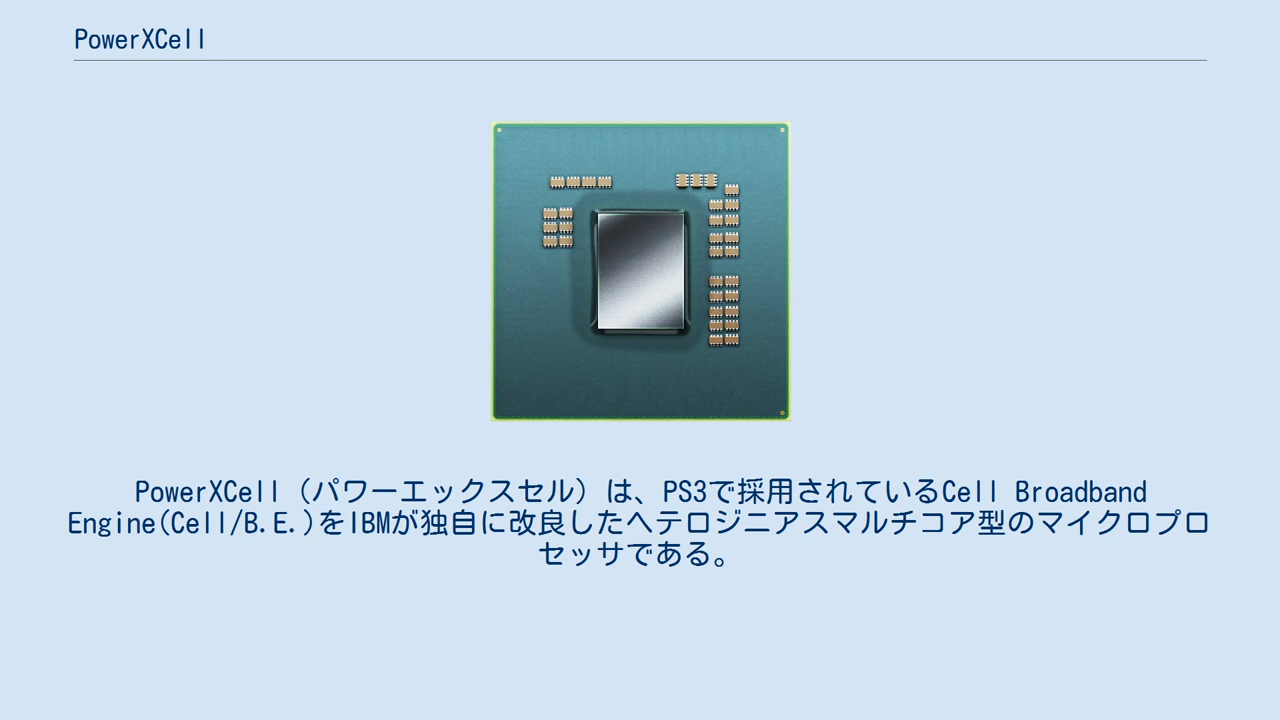 PowerXCell
PowerXCell（パワーエックスセル）は、PS3で採用されているCell Broadband
Engine(Cell/B.E.)をIBMが独自に改良したヘテロジニアスマルチコア型のマイクロプロ
セッサである。